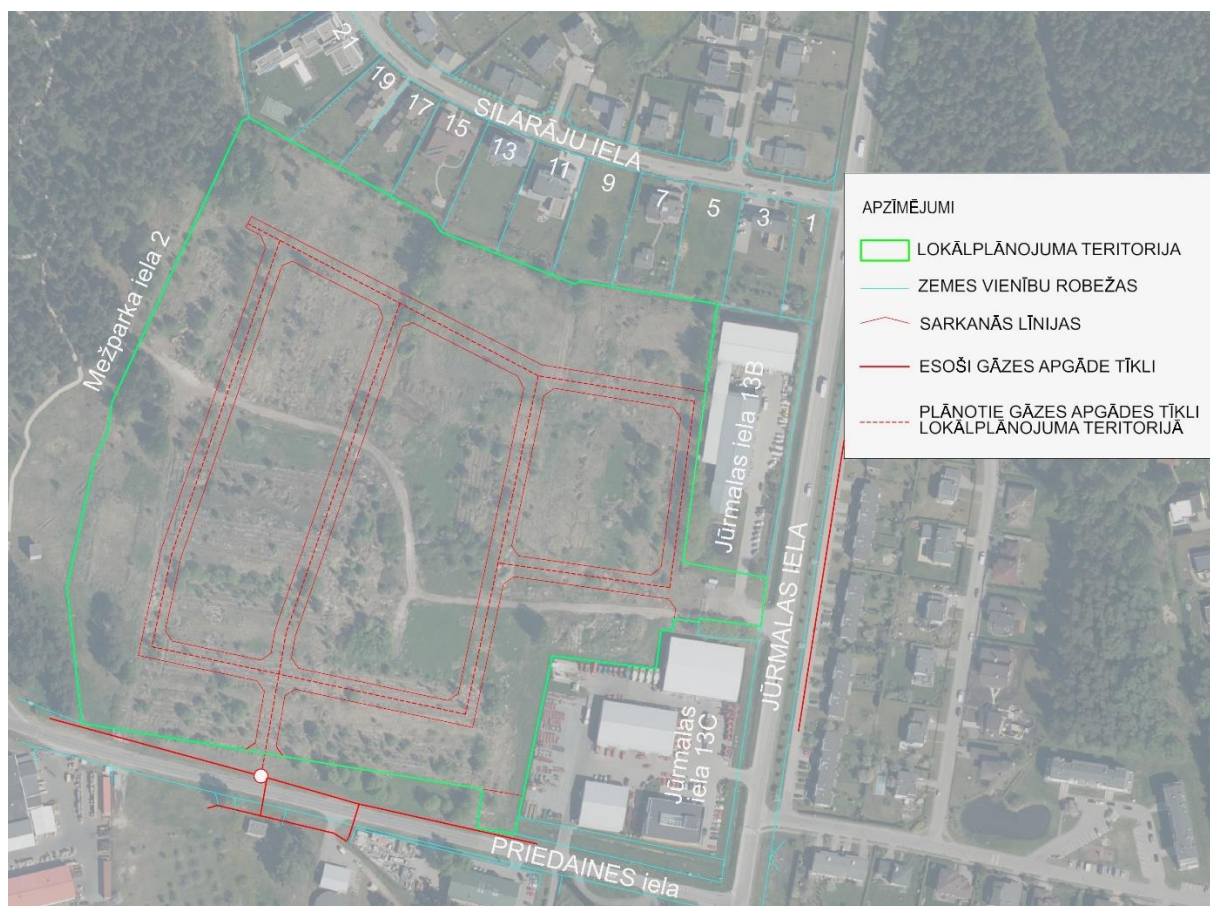 21
19
17
15
13
11
9
7
5
3
1
SILARĀJU IELA
Mežparka iela 2
Jūrmalas iela 13B
JŪRMALAS IELA
Jūrmalas
iela 13C
PRIEDAINES iela
APZĪMĒJUMI
LOKĀLPLĀNOJUMA TERITORIJA
ZEMES VIENĪBU ROBEŽAS
SARKANĀS LĪNIJAS
ESOŠI GĀZES APGĀDE TĪKLI
PLĀNOTIE GĀZES APGĀDES TĪKLI
LOKĀLPLĀNOJUMA TERITORIJĀ